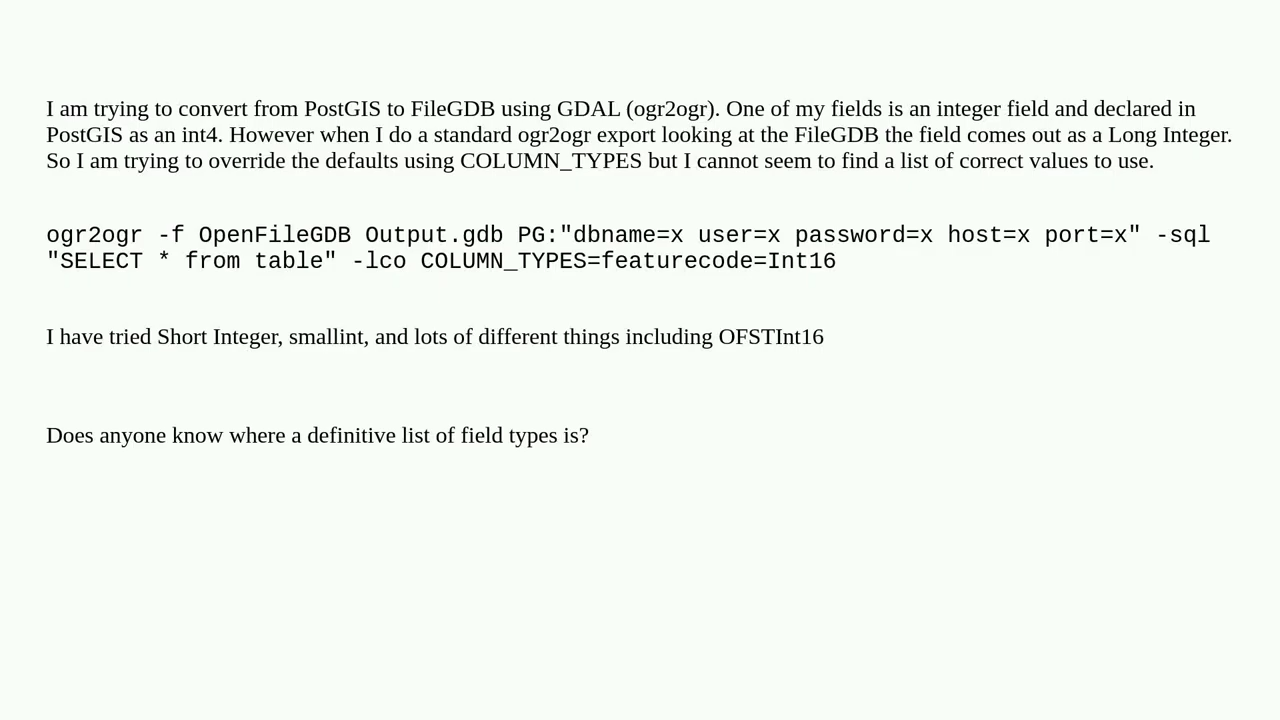 I am trying to convert from PostGIS to FileGDB using GDAL (ogr2ogr). One of my fields is an integer field and declared in
PostGIS as an int4. However when I do a standard ogr2ogr export looking at the FileGDB the field comes out as a Long Integer.
So I am trying to override the defaults using COLUMN_TYPES but I cannot seem to find a list of correct values to use.
ogr2ogr -f OpenFileGDB Output.gdb PG:"dbname=x user=x password=x host=x port=x" -sql
"SELECT * from table" -lco COLUMN_TYPES=featurecode=Int16
I have tried Short Integer, smallint, and lots of different things including OFSTInt16
Does anyone know where a definitive list of field types is?